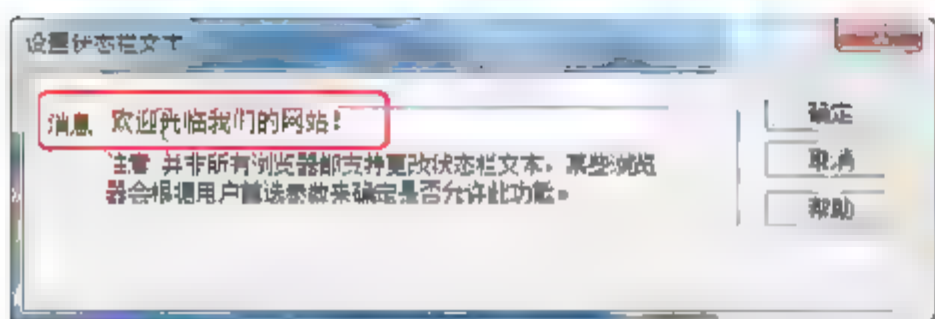 设置状态栏文本
消息 欢迎光临我们的网站!
确定
注意 并非所有浏览器都支持更改状态栏文本。某些浏览
取消
器会根据用户首选参数来确定是否允许此功能。
帮助